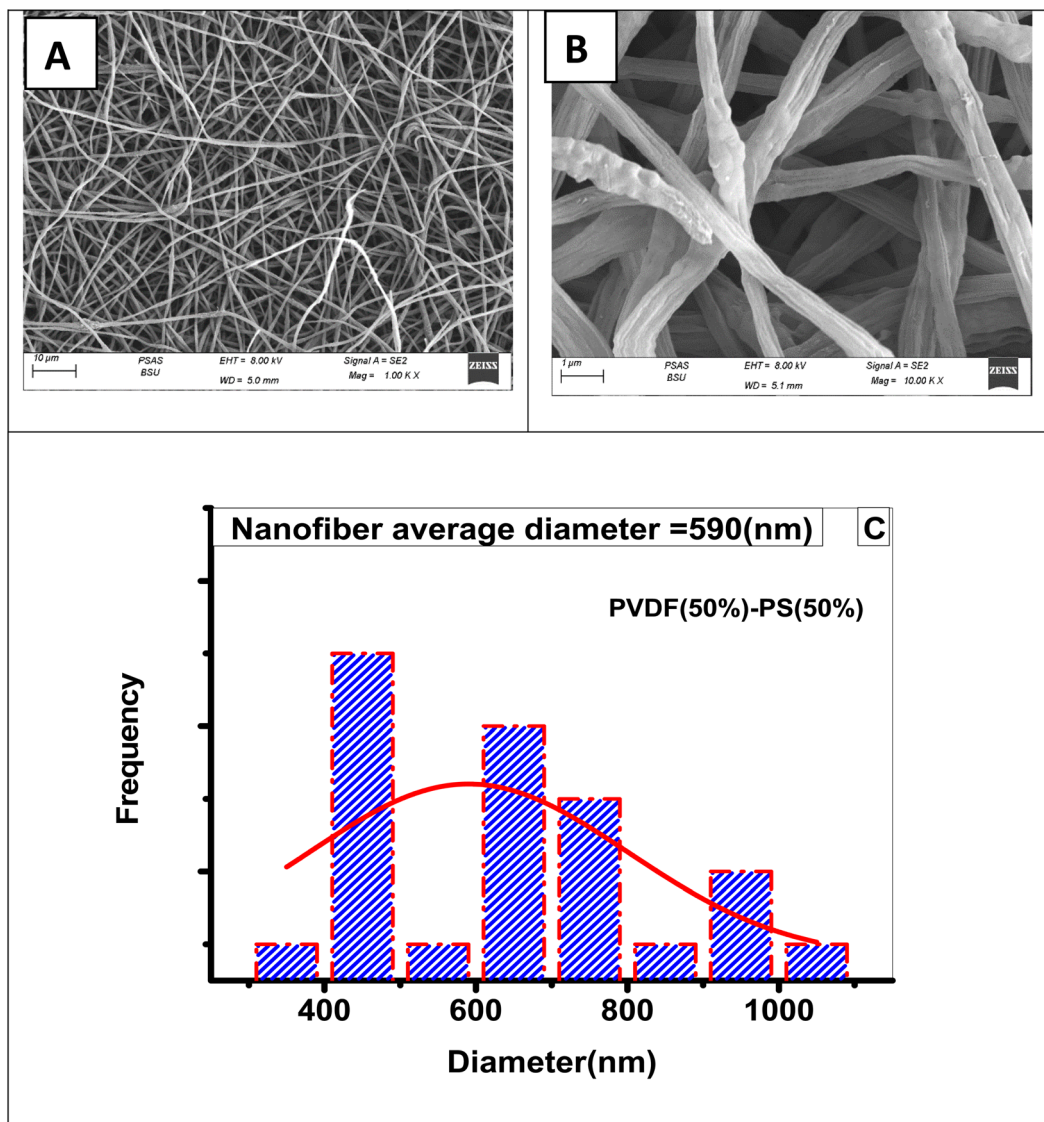 A
10 µm
PSAS
BSU
EHT = 8.00 kV
WD = 5.0 mm
Signal A = SE2
Mag = 1.00 K X
ZEISS
B
1 µm
PSAS
BSU
EHT = 8.00 kV
WD = 5.1 mm
Signal A = SE2
Mag = 10.00 K X
ZEISS
Nanofiber average diameter =590(nm)
C
PVDF(50%)-PS(50%)
Frequency
400 600 800 1000
Diameter(nm)